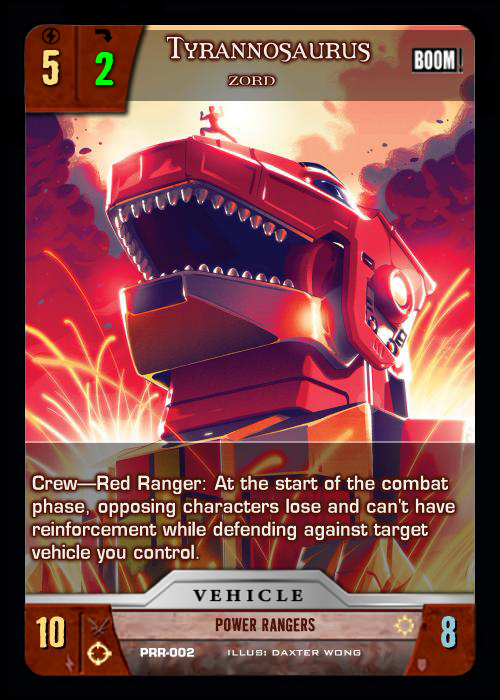 5
2
TYRANNOSAURUS
ZORD
BOOM!
Crew—Red Ranger: At the start of the combat
phase, opposing characters lose and can't have
reinforcement while defending against target
vehicle you control.
VEHICLE
10
POWER RANGERS
8
PRR-002 ILLUS: DAXTER WONG